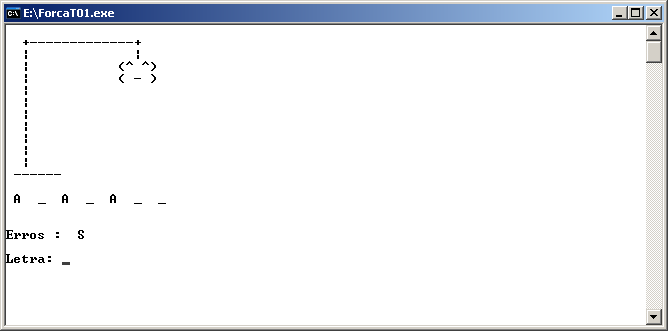 E:\ForcaT01.exe
A _ A _ A _ _
Erros : S
Letra: _